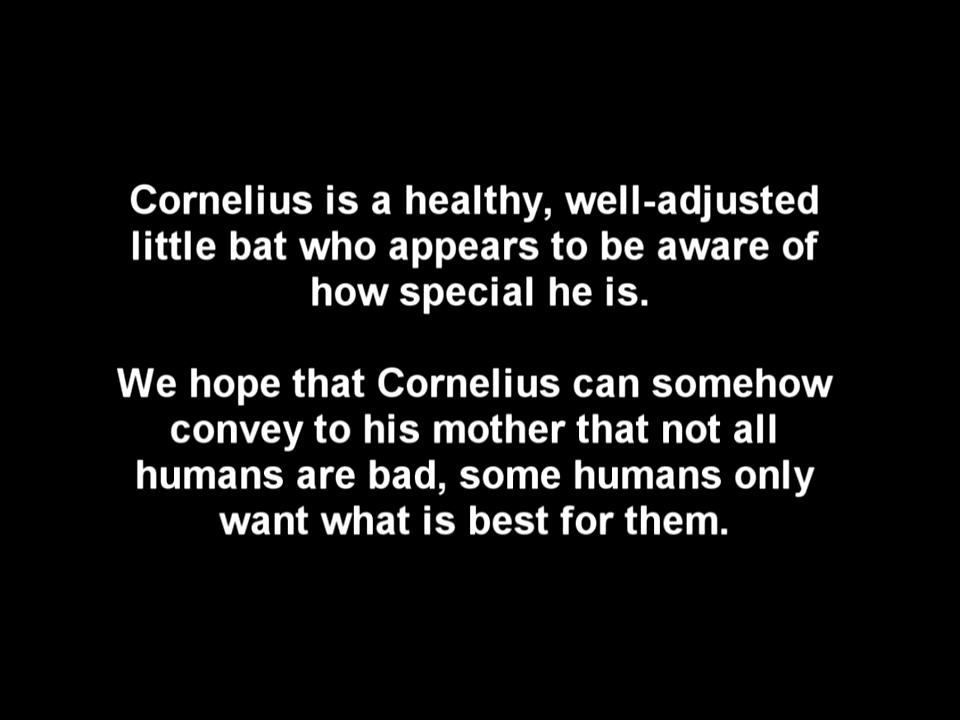 Cornelius is a healthy, well-adjusted
little bat who appears to be aware of
how special he is.
We hope that Cornelius can somehow
convey to his mother that not all
humans are bad, some humans only
want what is best for them.